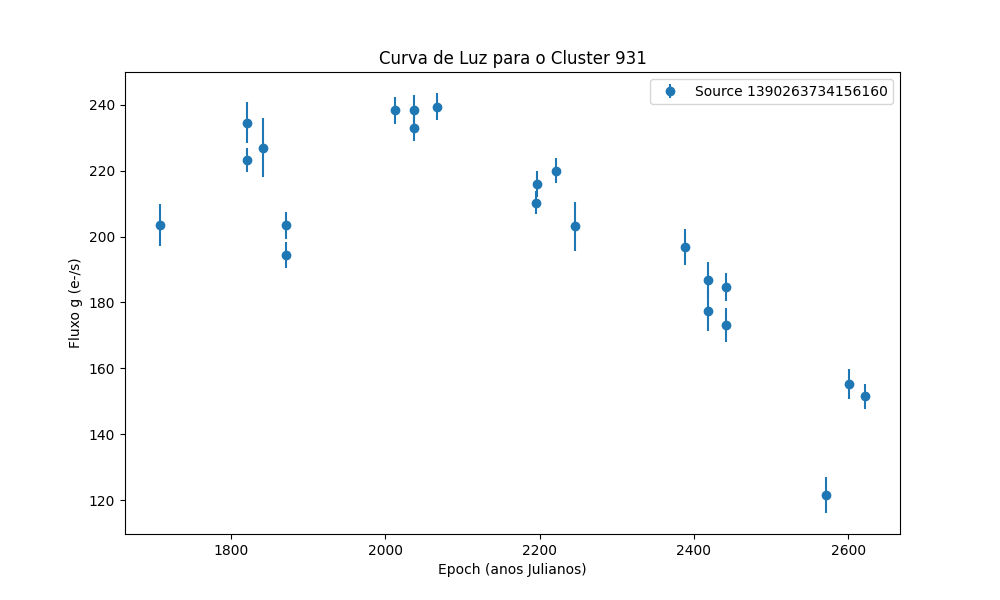 Curva de Luz para o Cluster 931
Source 1390263734156160
240
220
200
180
160
140
120
Fluxo g (e-/s)
1800 2000 2200 2400 2600
Epoch (anos Julianos)